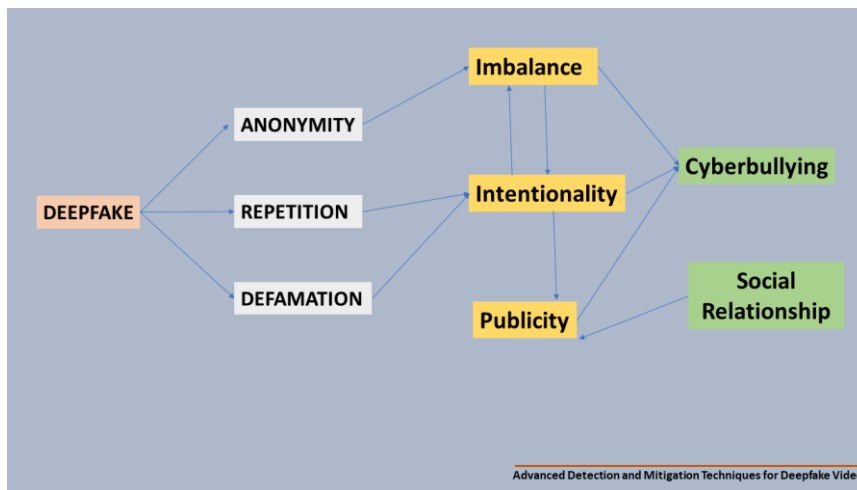 Imbalance
ANONYMITY
Cyberbullying
Intentionality
DEEPFAKE
REPETITION
DEFAMATION
Social
Relationship
Publicity
Advanced Detection and Mitigation Techniques for Deepfake Vide